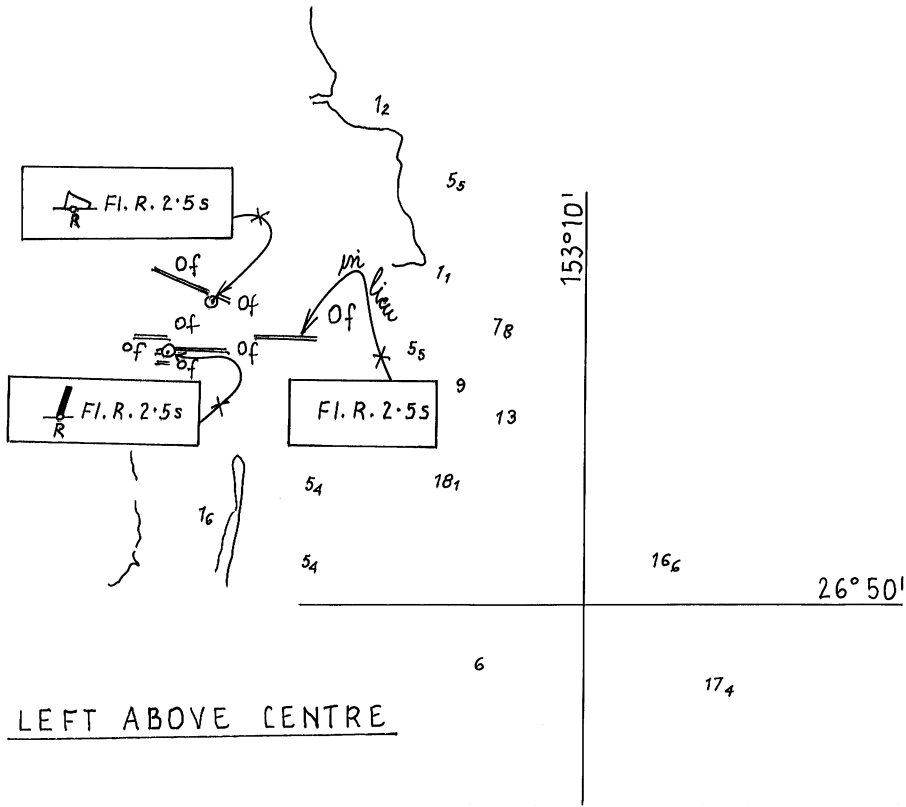 1₂
5₅
Fl. R. 2·5s
R
153°10'
of
in lieu
1₁
of
of
of
7₈
of of of
5₅
9
Fl. R. 2·5s
R
Fl. R. 2·5s
13
5₄
18₁
1₆
5₄
16₆
26°50'
6
17₄
LEFT ABOVE CENTRE